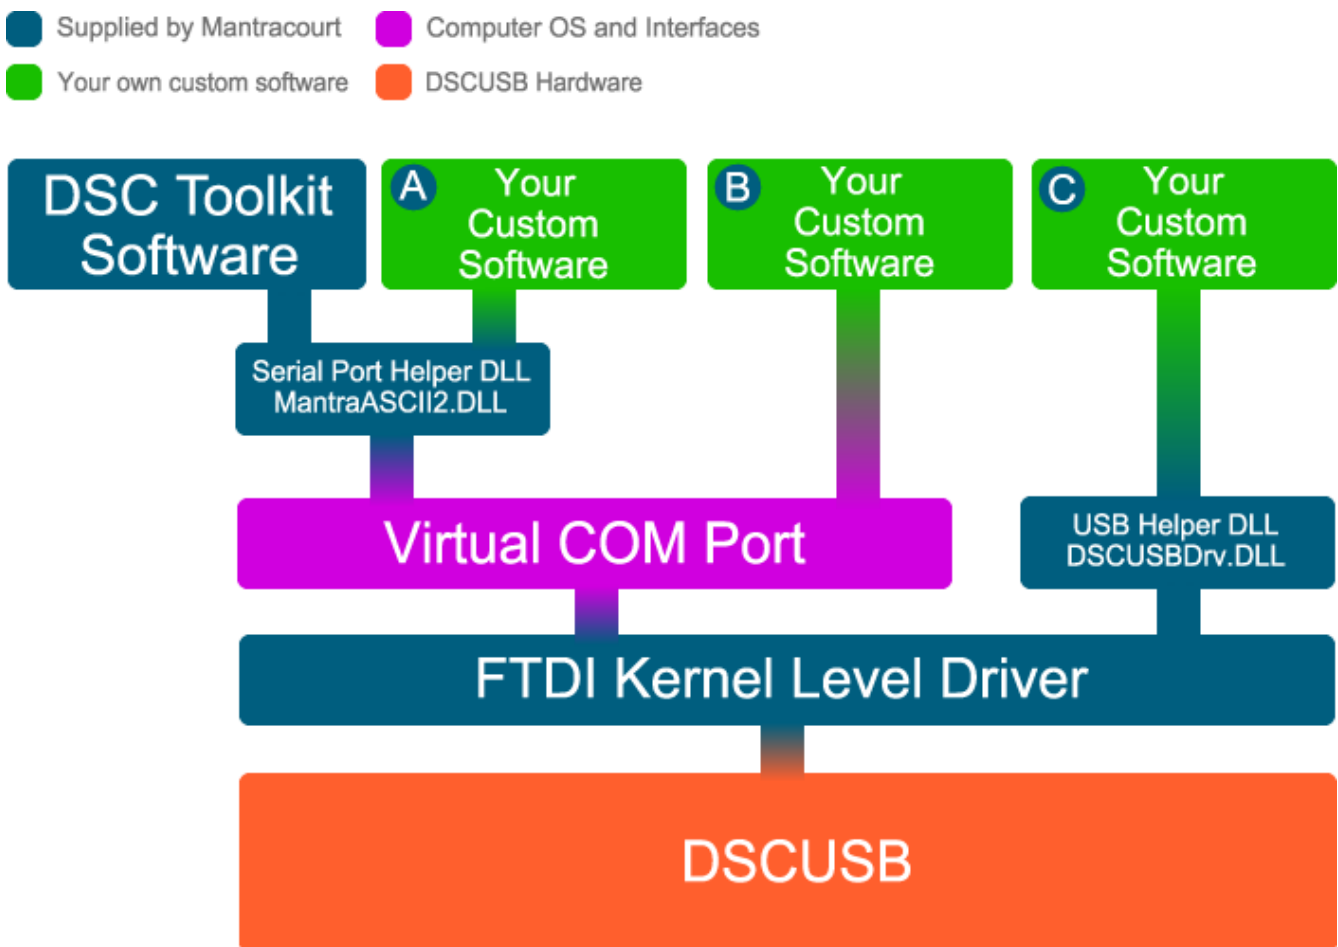 Supplied by Mantracourt
Computer OS and Interfaces
Your own custom software
DSCUSB Hardware
DSC Toolkit
Software
A
Your
Custom
Software
B
Your
Custom
Software
C
Your
Custom
Software
Serial Port Helper DLL
MantraASCII2.DLL
Virtual COM Port
USB Helper DLL
DSCUSBDrv.DLL
FTDI Kernel Level Driver
DSCUSB